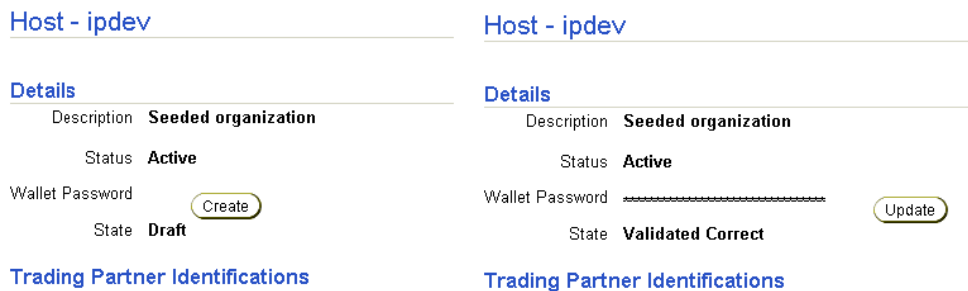 Host - ipdev
Details
Description Seeded organization
Status Active
Wallet Password
Create
State Draft
Trading Partner Identifications
Host - ipdev
Details
Description Seeded organization
Status Active
Wallet Password
Update
State Validated Correct
Trading Partner Identifications